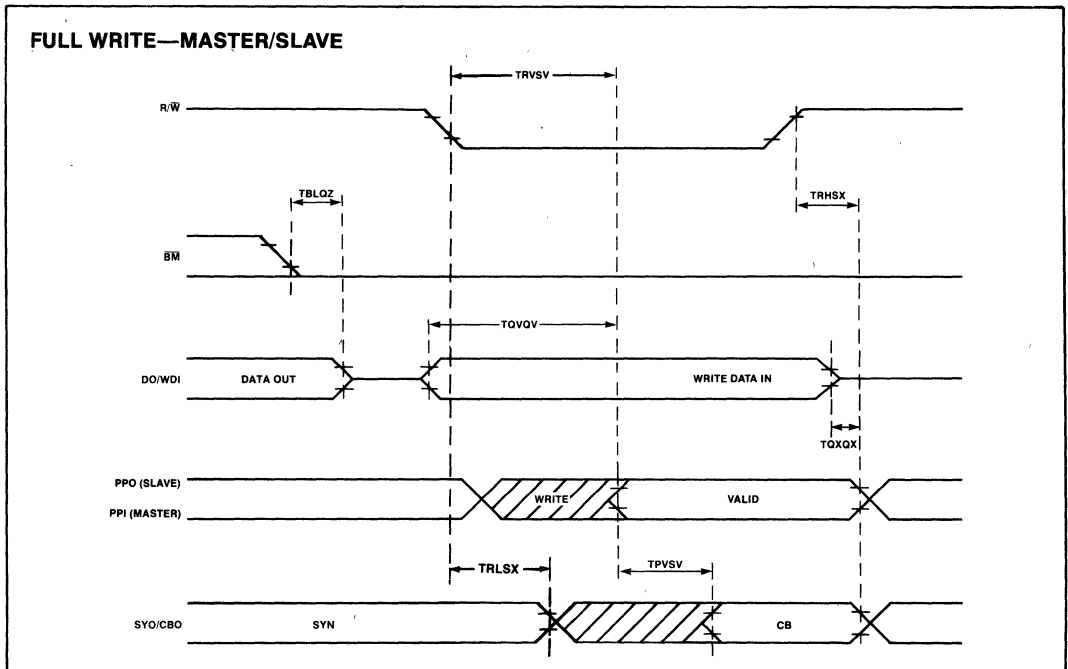 FULL WRITE—MASTER/SLAVE
TRVSV
R/W̅
TBLQZ
TRHSX
B̅M̅
TQVQV
DO/WDI
DATA OUT
WRITE DATA IN
TQXQX
PPO (SLAVE)
WRITE
VALID
PPI (MASTER)
TRLSX
TPVSV
SYO/CBO
SYN
CB